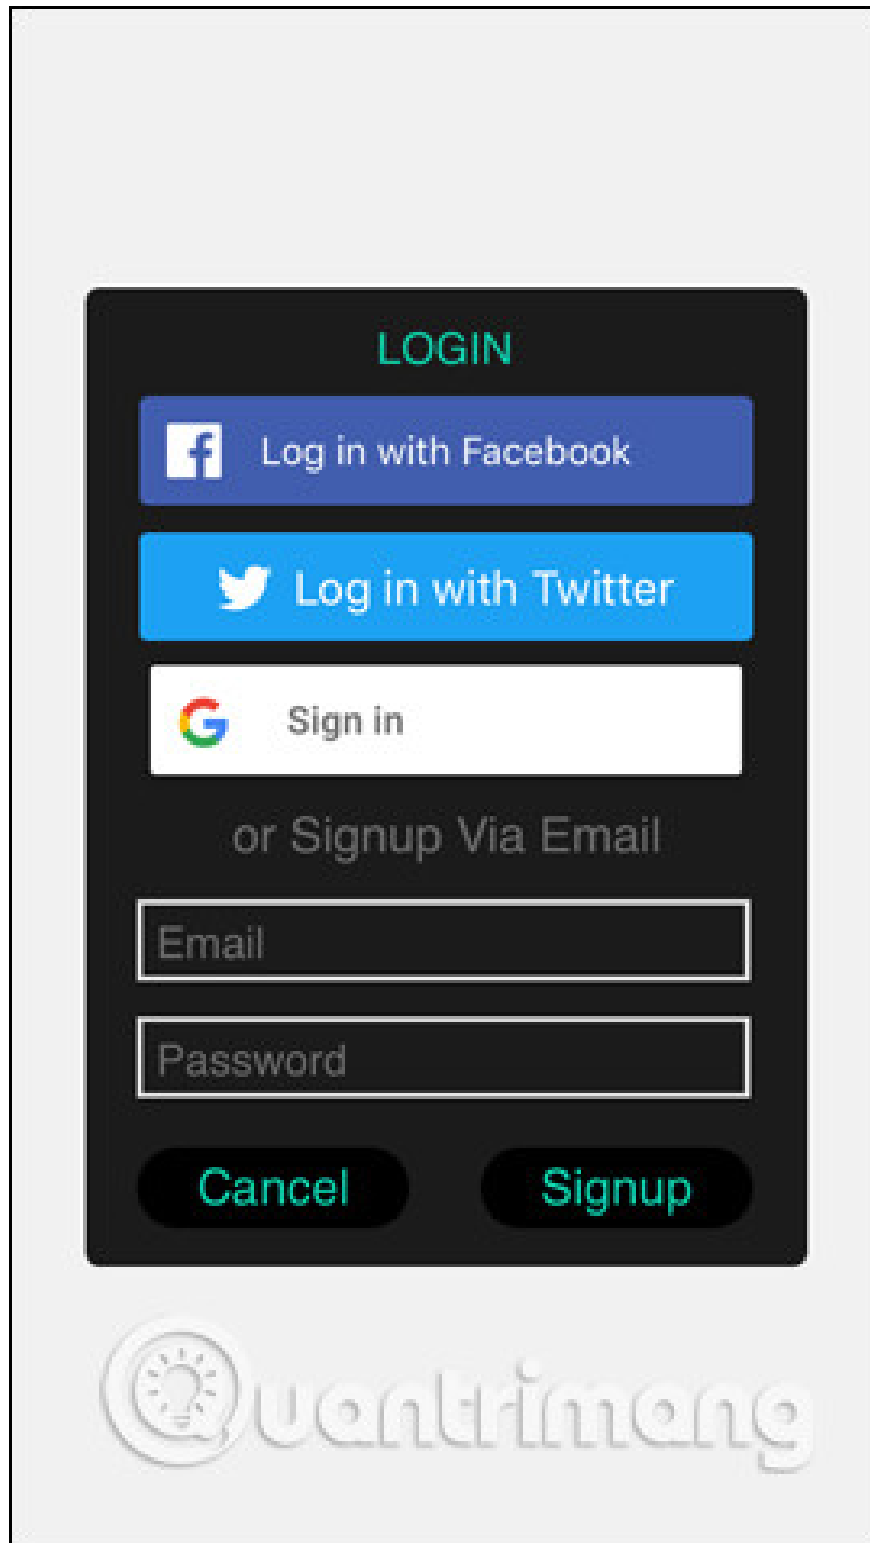 LOGIN
Log in with Facebook
Log in with Twitter
Sign in
or Signup Via Email
Email
Password
Cancel
Signup
Quantrimang